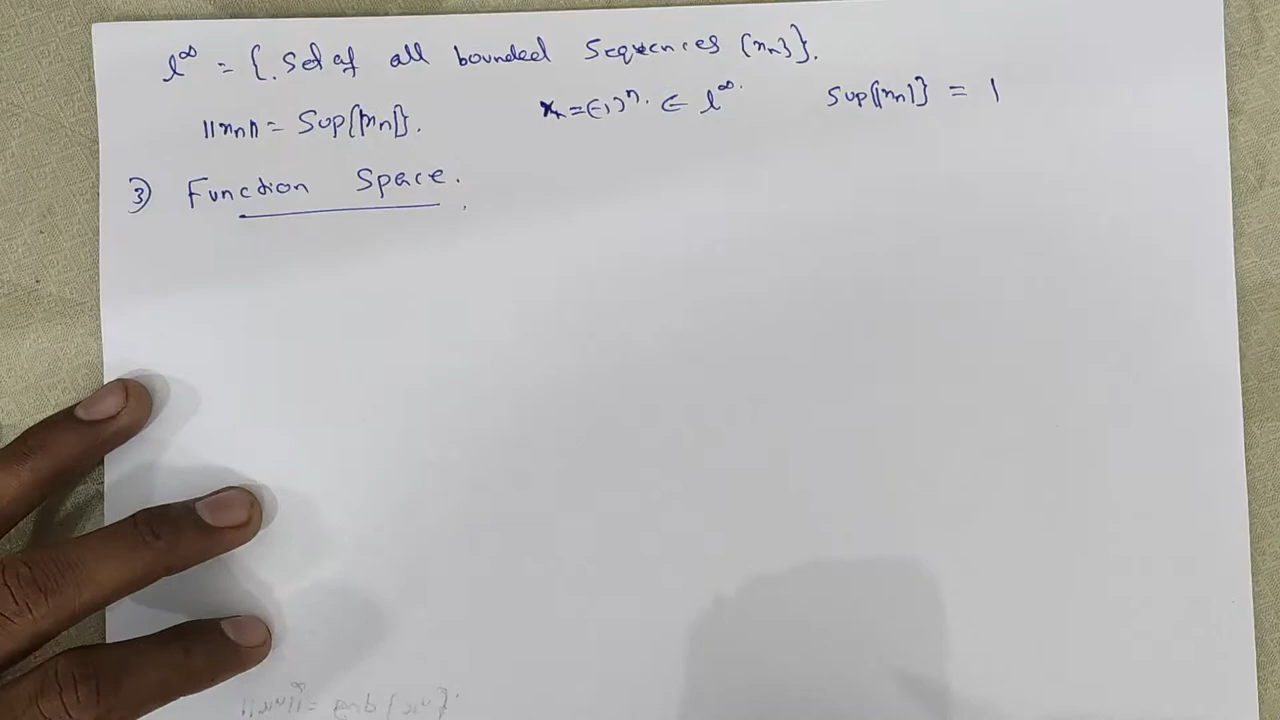 l^∞ = {. Set of all bounded Sequences {xn}}.
||xn|| = Sup{|xn|}. xn = (-1)^n. ∈ l^∞. Sup{|xn|} = 1
③ Function Space.